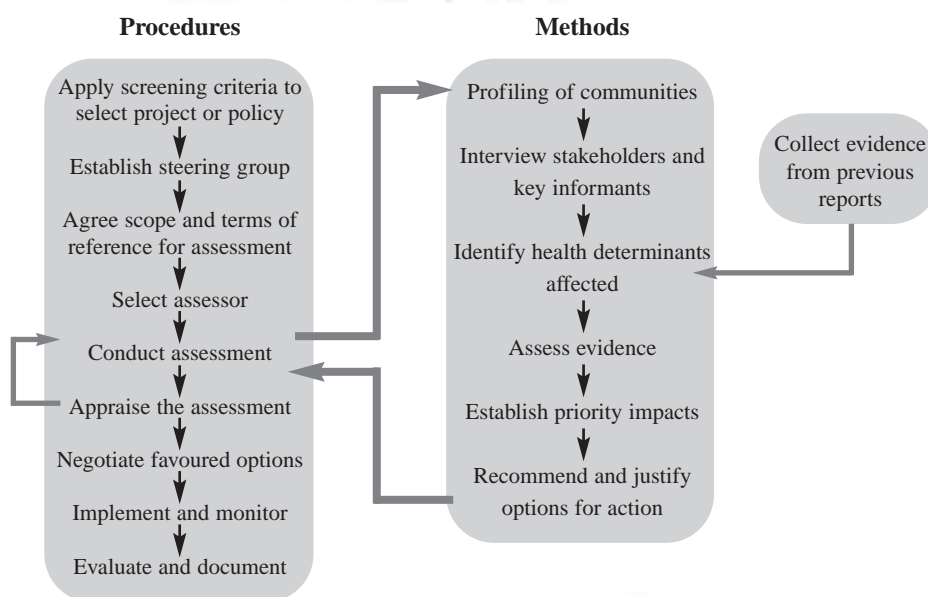 Procedures
Apply screening criteria to
select project or policy
Establish steering group
Agree scope and terms of
reference for assessment
Select assessor
Conduct assessment
Appraise the assessment
Negotiate favoured options
Implement and monitor
Evaluate and document
Methods
Profiling of communities
Interview stakeholders and
key informants
Identify health determinants
affected
Assess evidence
Establish priority impacts
Recommend and justify
options for action
Collect evidence
from previous
reports